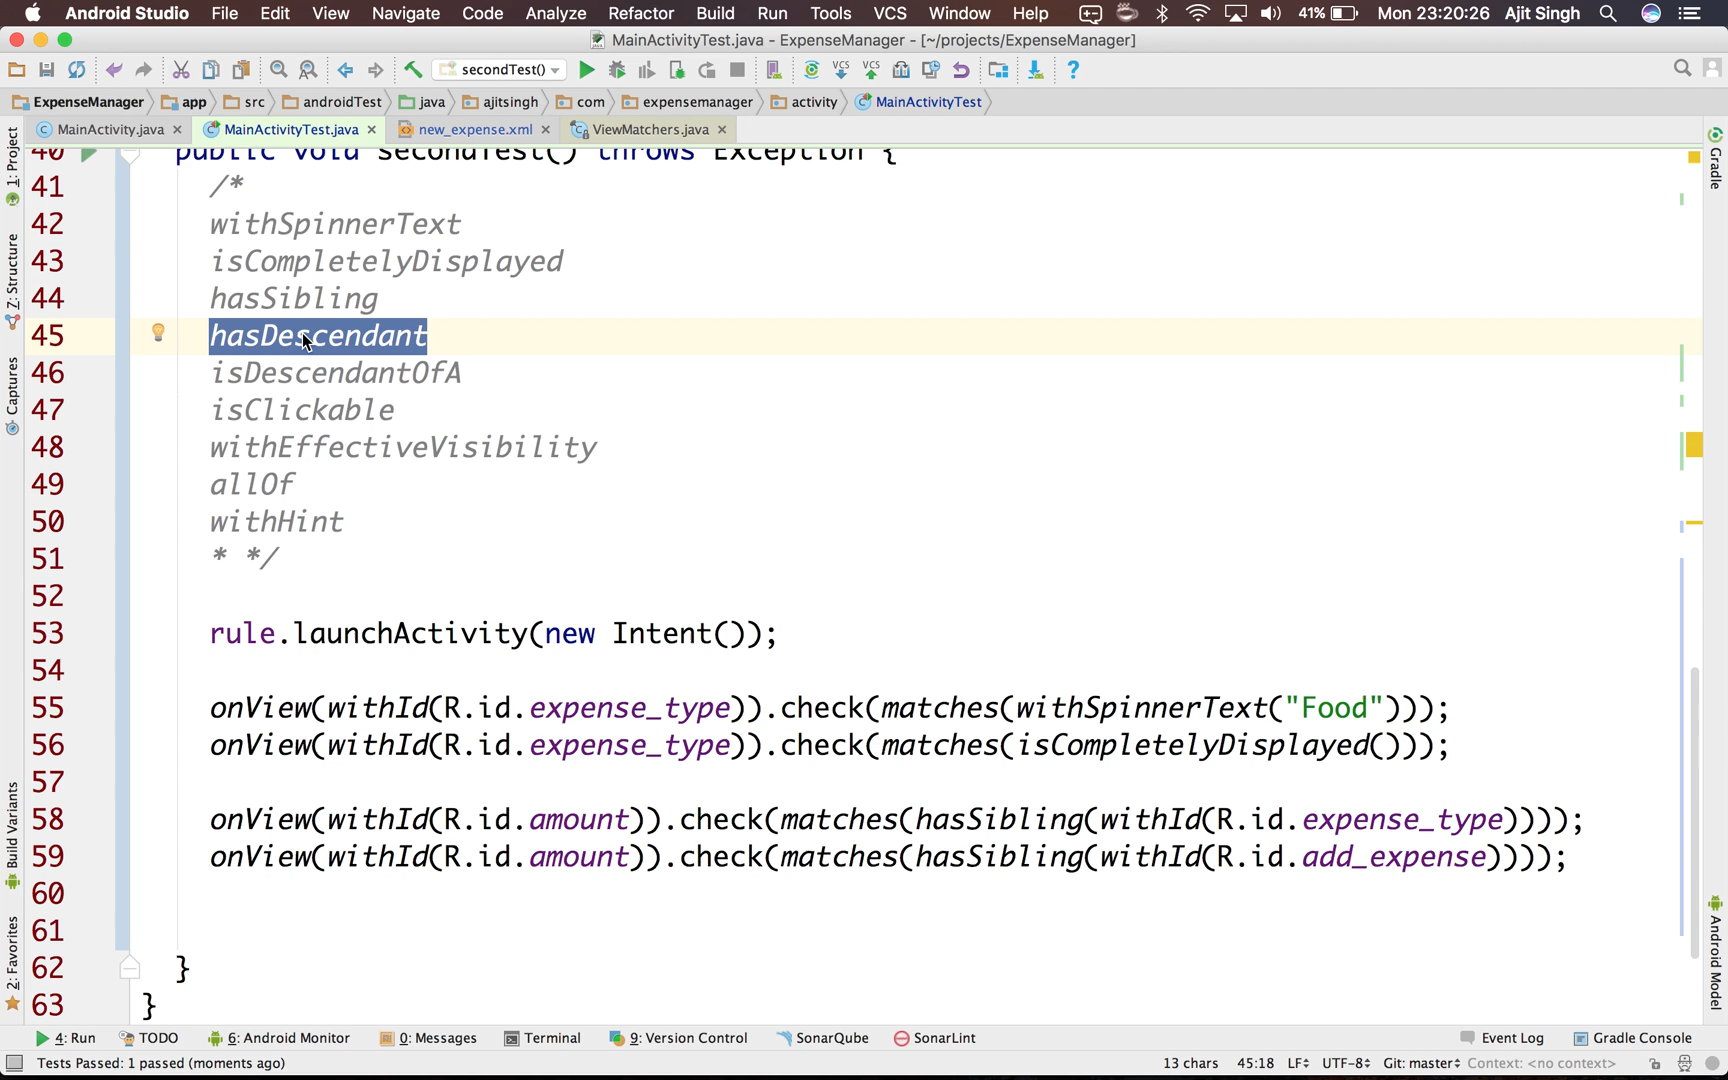 Android Studio File Edit View Navigate Code Analyze Refactor Build Run Tools VCS Window Help 41% Mon 23:20:26 Ajit Singh
MainActivityTest.java - ExpenseManager - [~/projects/ExpenseManager]
secondTest() VCS VCS ?
ExpenseManager app src androidTest java ajitsingh com expensemanager activity MainActivityTest
MainActivity.java MainActivityTest.java new_expense.xml ViewMatchers.java
1: Project
Z: Structure
Captures
Build Variants
2: Favorites
Gradle
Android Model
40 public void secondTest() throws Exception {
41 /*
42 withSpinnerText
43 isCompletelyDisplayed
44 hasSibling
45 hasDescendant
46 isDescendantOfA
47 isClickable
48 withEffectiveVisibility
49 allOf
50 withHint
51 * */
52
53 rule.launchActivity(new Intent());
54
55 onView(withId(R.id.expense_type)).check(matches(withSpinnerText("Food")));
56 onView(withId(R.id.expense_type)).check(matches(isCompletelyDisplayed()));
57
58 onView(withId(R.id.amount)).check(matches(hasSibling(withId(R.id.expense_type))));
59 onView(withId(R.id.amount)).check(matches(hasSibling(withId(R.id.add_expense))));
60
61
62 }
63 }
4: Run TODO 6: Android Monitor 0: Messages Terminal 9: Version Control SonarQube SonarLint Event Log Gradle Console
Tests Passed: 1 passed (moments ago) 13 chars 45:18 LF UTF-8 Git: master Context: <no context>